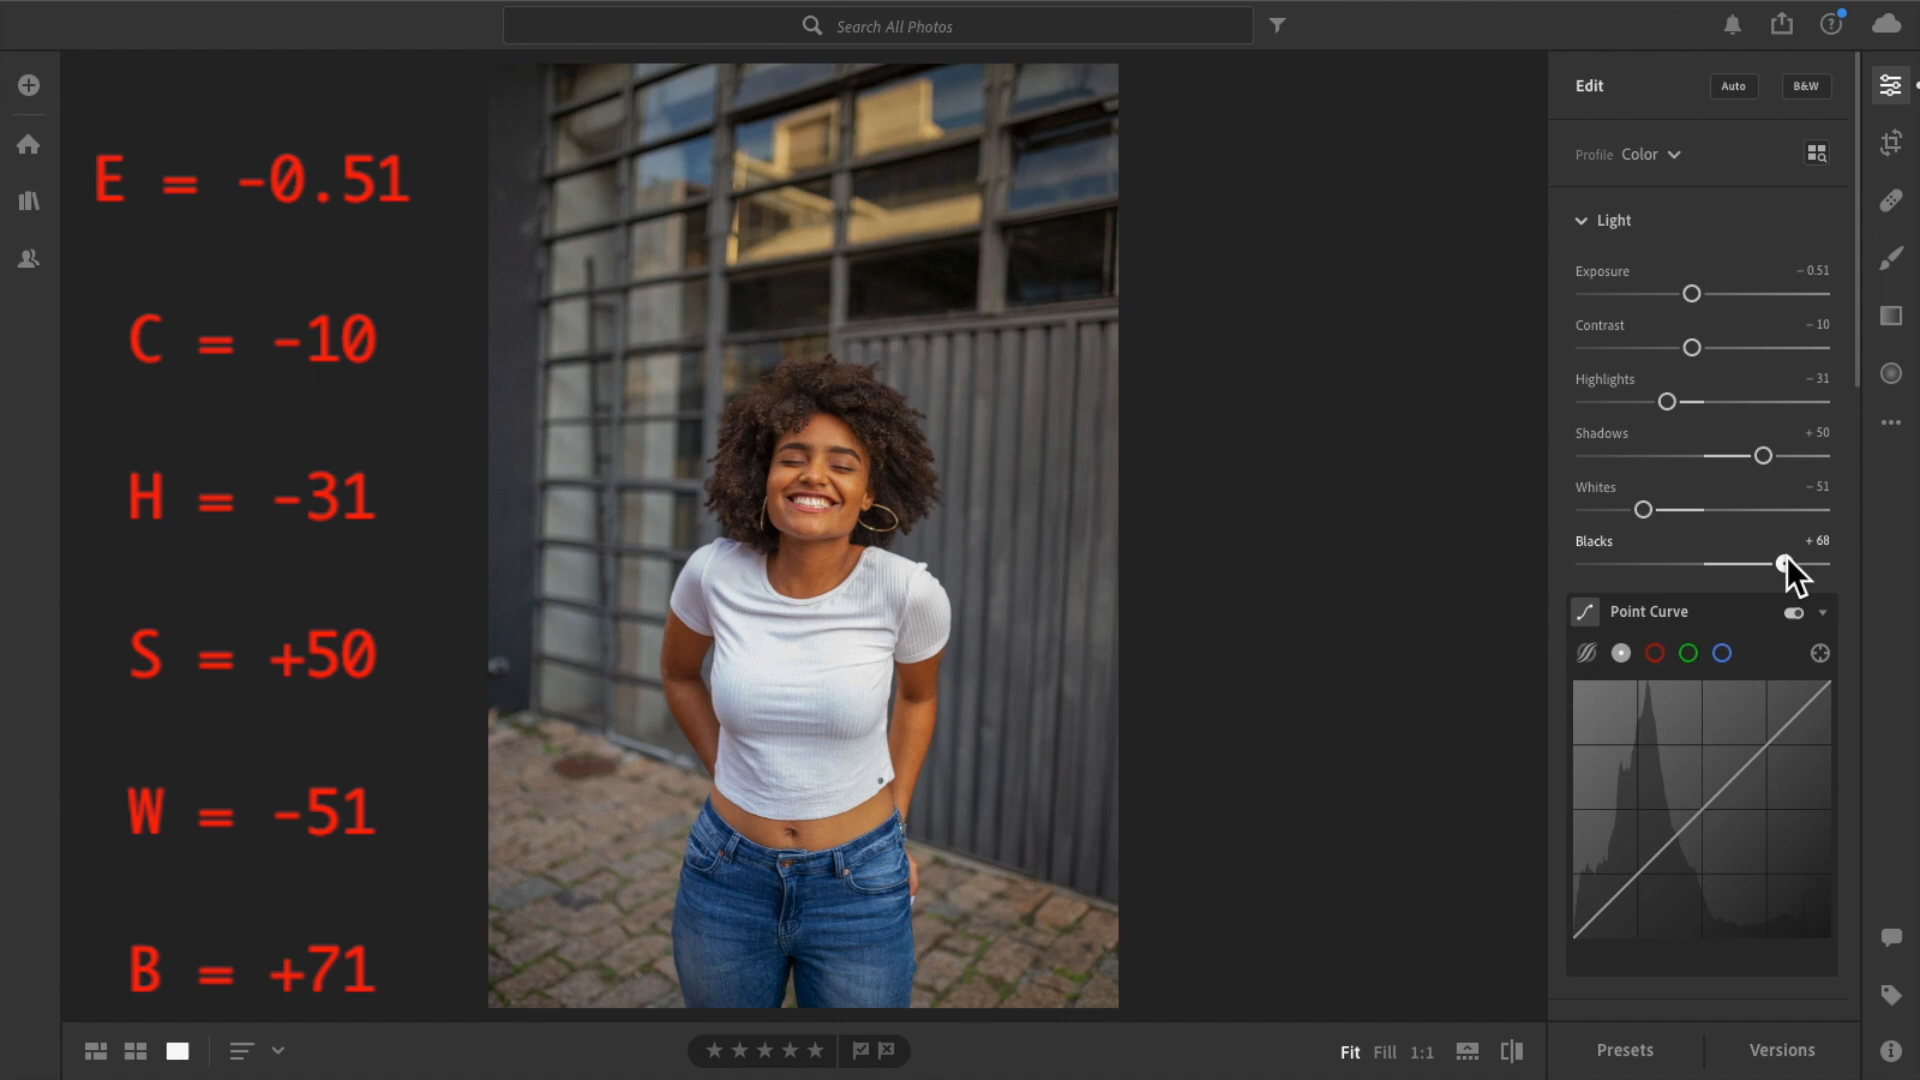 Search All Photos
E = -0.51
C = -10
H = -31
S = +50
W = -51
B = +71
Edit
Auto
B&W
Profile Color
Light
Exposure - 0.51
Contrast - 10
Highlights - 31
Shadows + 50
Whites - 51
Blacks + 68
Point Curve
Fit Fill 1:1
Presets
Versions